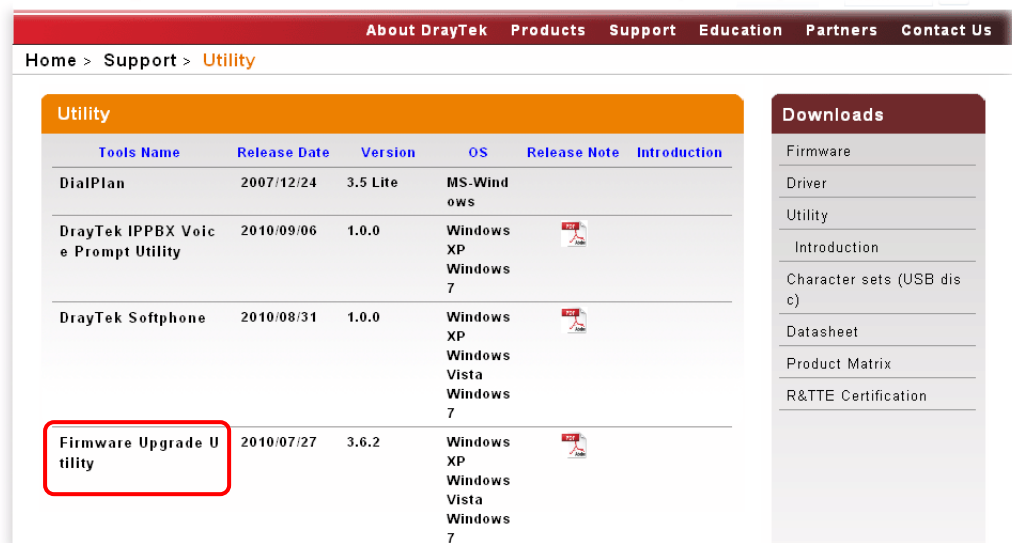 About DrayTek Products Support Education Partners Contact Us
Home > Support > Utility
Utility
Tools Name Release Date Version OS Release Note Introduction
DialPlan 2007/12/24 3.5 Lite MS-Wind
ows
DrayTek IPPBX Voic 2010/09/06 1.0.0 Windows
e Prompt Utility XP
Windows
7
DrayTek Softphone 2010/08/31 1.0.0 Windows
XP
Windows
Vista
Windows
7
Firmware Upgrade U 2010/07/27 3.6.2 Windows
tility XP
Windows
Vista
Windows
7
Downloads
Firmware
Driver
Utility
Introduction
Character sets (USB dis
c)
Datasheet
Product Matrix
R&TTE Certification